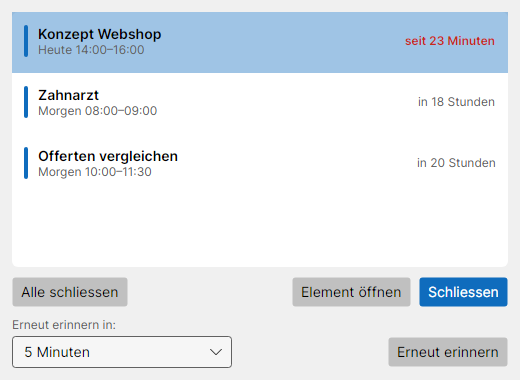 Konzept Webshop
Heute 14:00–16:00
seit 23 Minuten
Zahnarzt
Morgen 08:00–09:00
in 18 Stunden
Offerten vergleichen
Morgen 10:00–11:30
in 20 Stunden
Alle schliessen
Element öffnen
Schliessen
Erneut erinnern in:
5 Minuten
Erneut erinnern